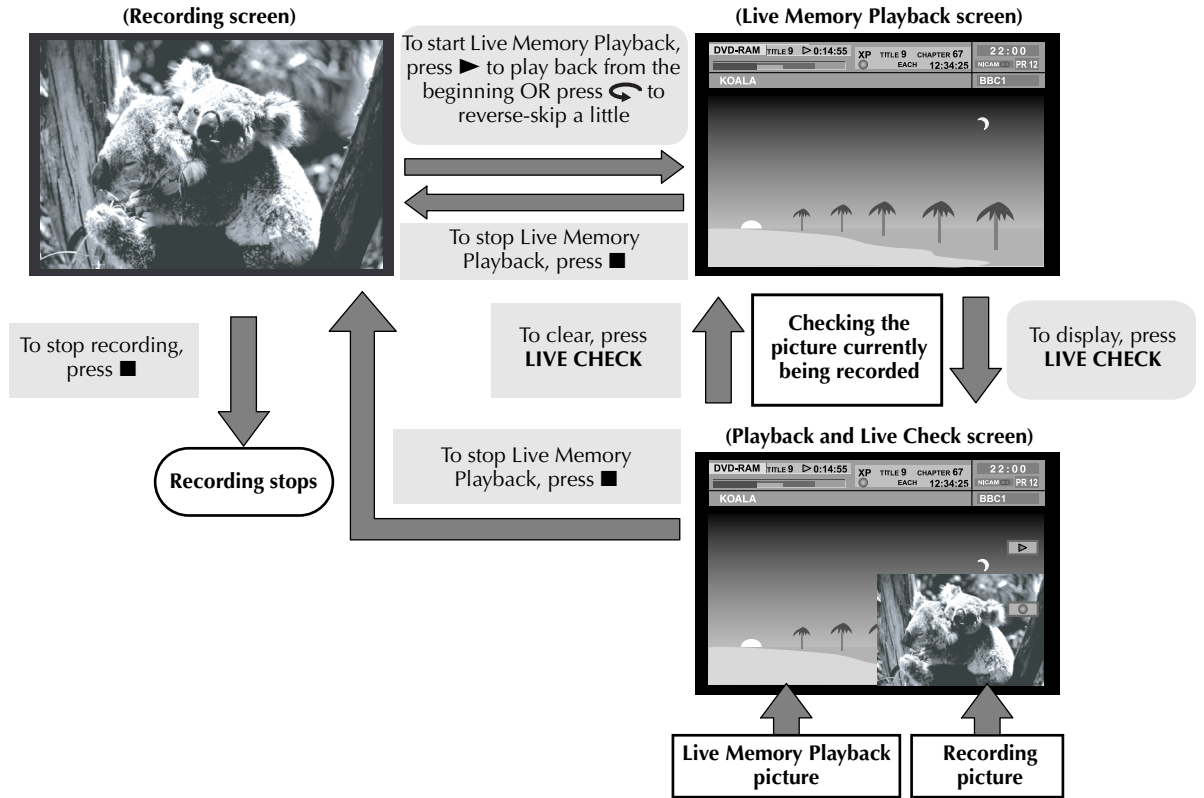 (Recording screen)
To start Live Memory Playback,
press ► to play back from the
beginning OR press to
reverse-skip a little
(Live Memory Playback screen)
DVD-RAM TITLE 9 ▷ 0:14:55 XP TITLE 9 CHAPTER 67 22:00
EACH 12:34:25 NICAM PR 12
KOALA BBC1
To stop Live Memory
Playback, press ■
To stop recording,
press ■
To clear, press
LIVE CHECK
Checking the
picture currently
being recorded
To display, press
LIVE CHECK
Recording stops
To stop Live Memory
Playback, press ■
(Playback and Live Check screen)
DVD-RAM TITLE 9 ▷ 0:14:55 XP TITLE 9 CHAPTER 67 22:00
EACH 12:34:25 NICAM PR 12
KOALA BBC1
Live Memory Playback
picture
Recording
picture